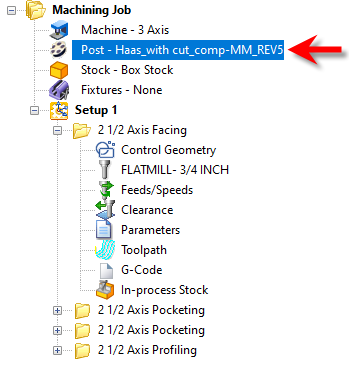 Machining Job
Machine - 3 Axis
Post - Haas_with cut_comp-MM_REV5
Stock - Box Stock
Fixtures - None
Setup 1
2 1/2 Axis Facing
Control Geometry
FLATMILL- 3/4 INCH
Feeds/Speeds
Clearance
Parameters
Toolpath
G-Code
In-process Stock
2 1/2 Axis Pocketing
2 1/2 Axis Pocketing
2 1/2 Axis Profiling